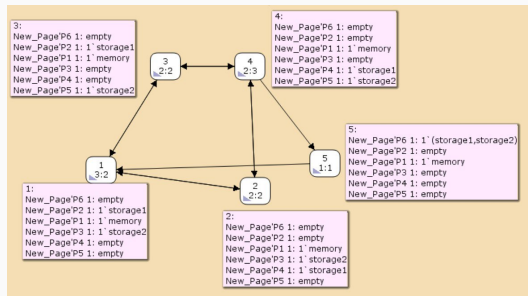 3:
New_Page'P6 1: empty
New_Page'P2 1: 1`storage1
New_Page'P1 1: 1`memory
New_Page'P3 1: empty
New_Page'P4 1: empty
New_Page'P5 1: 1`storage2
4:
New_Page'P6 1: empty
New_Page'P2 1: empty
New_Page'P1 1: 1`memory
New_Page'P3 1: empty
New_Page'P4 1: 1`storage1
New_Page'P5 1: 1`storage2
3
2:2
4
2:3
5:
New_Page'P6 1: 1`(storage1,storage2)
New_Page'P2 1: empty
New_Page'P1 1: 1`memory
New_Page'P3 1: empty
New_Page'P4 1: empty
New_Page'P5 1: empty
5
1:1
1
3:2
2
2:2
1:
New_Page'P6 1: empty
New_Page'P2 1: 1`storage1
New_Page'P1 1: 1`memory
New_Page'P3 1: 1`storage2
New_Page'P4 1: empty
New_Page'P5 1: empty
2:
New_Page'P6 1: empty
New_Page'P2 1: empty
New_Page'P1 1: 1`memory
New_Page'P3 1: 1`storage2
New_Page'P4 1: 1`storage1
New_Page'P5 1: empty